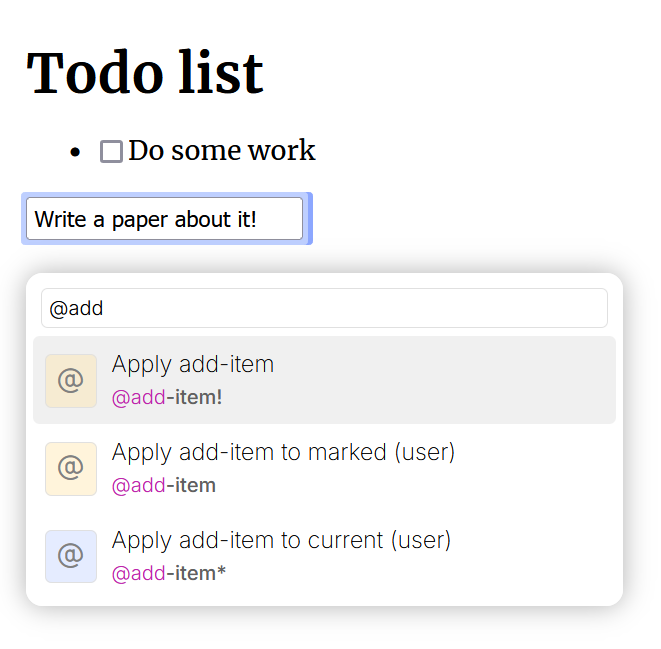 Todo list
Do some work
Write a paper about it!
@add
@ Apply add-item
@add-item!
@ Apply add-item to marked (user)
@add-item
@ Apply add-item to current (user)
@add-item*